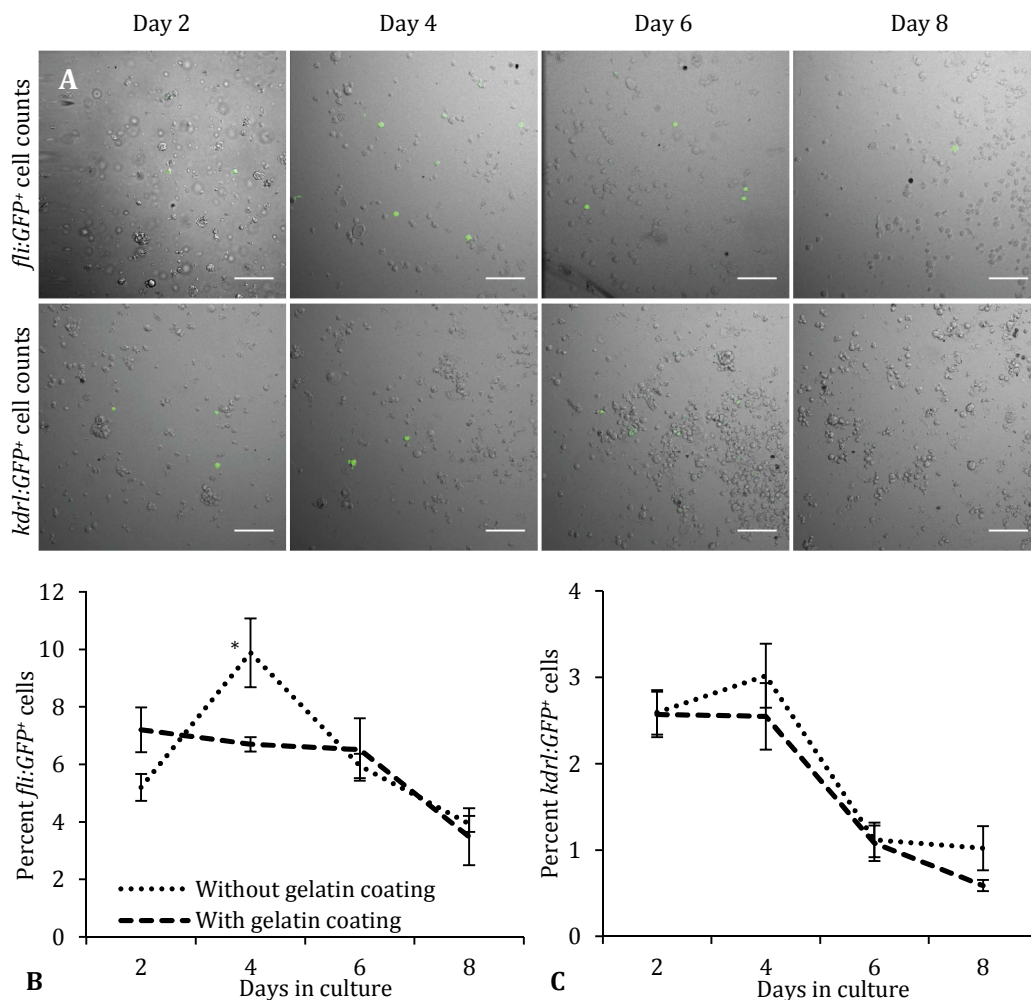 Day 2 Day 4 Day 6 Day 8
A
fli:GFP+ cell counts
kdrl:GFP+ cell counts
Percent fli:GFP+ cells
12
10
8
6
4
2
0
*
Without gelatin coating
With gelatin coating
2 4 6 8
Days in culture
B
Percent kdrl:GFP+ cells
4
3
2
1
0
2 4 6 8
Days in culture
C